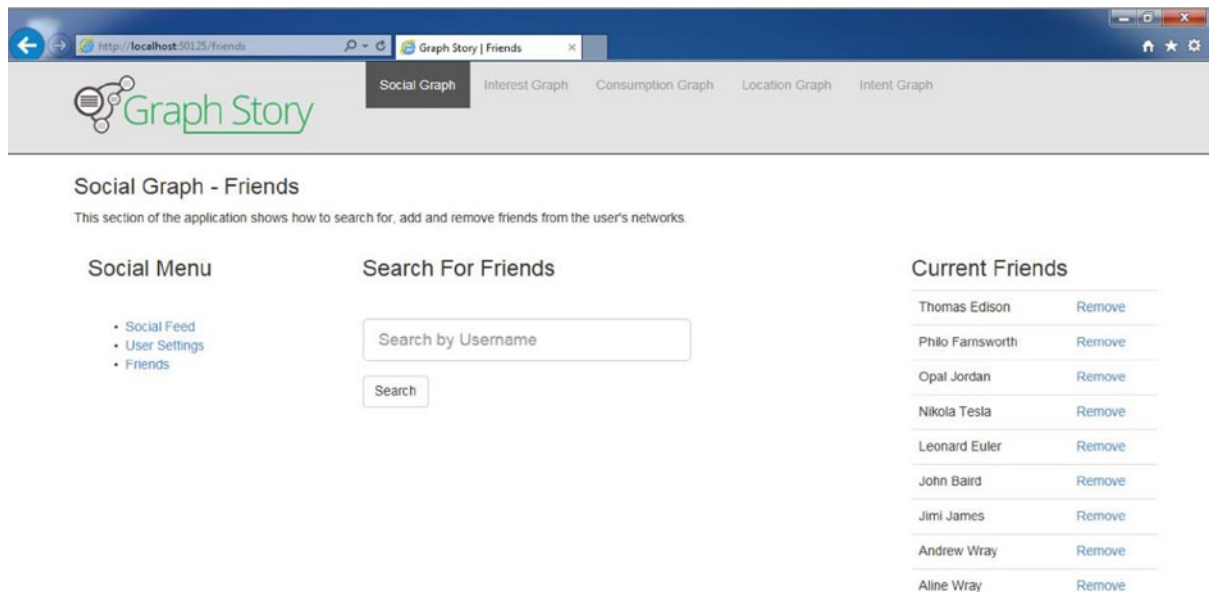 http://localhost:50125/friends
Graph Story | Friends
Graph Story
Social Graph Interest Graph Consumption Graph Location Graph Intent Graph
Social Graph - Friends
This section of the application shows how to search for, add and remove friends from the user's networks.
Social Menu
• Social Feed
• User Settings
• Friends
Search For Friends
Search by Username
Search
Current Friends
Thomas Edison Remove
Philo Farnsworth Remove
Opal Jordan Remove
Nikola Tesla Remove
Leonard Euler Remove
John Baird Remove
Jimi James Remove
Andrew Wray Remove
Aline Wray Remove